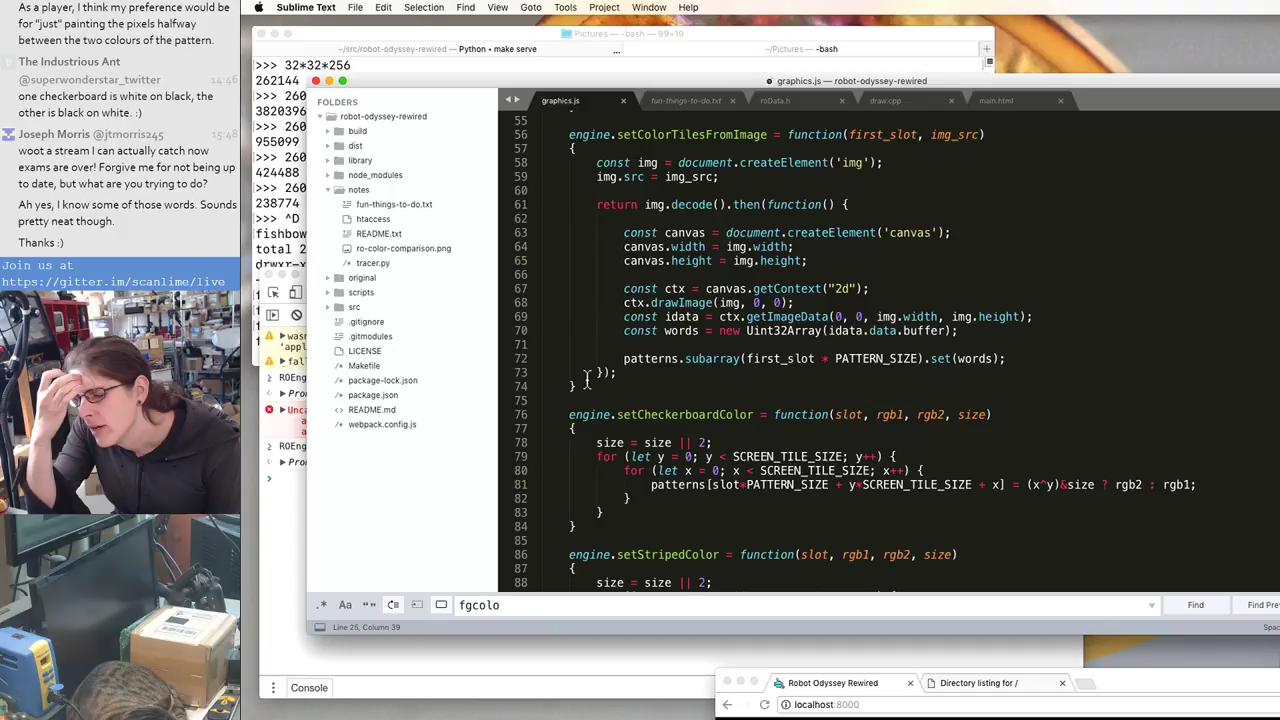 As a player, I think my preference would
be for "just" painting the pixels halfway
between the two colours of the pattern.
The Industrious Ant
@superwonderstar_twitter 14:46
one checkerboard is white on black, the
other is black on white. :)
Joseph Morris @jtmorris245 15:48
woot a stream I can actually catch now
exams are over! Forgive me for not being up
to date, but what are you trying to do?
Ah yes, I know some of those words. Sounds
pretty neat though.
Thanks :)
Join us at
https://gitter.im/scanlime/live
Sublime Text File Edit Selection Find View Goto Tools Project Window Help
Pictures — -bash — 99×19
~/src/robot-odyssey-rewired — Python • make serve ... ~/Pictures — -bash +
>>> 32*32*256
262144
>>> 260
3820396
>>> 260
955099
>>> 260
424488
>>> 260
238774
>>> ^D
fishbow
total 2
drwxr-x
wasm
'appl
fall
ROEng
Pro
Unca
ROEng
Pro
Console
graphics.js — robot-odyssey-rewired
FOLDERS
robot-odyssey-rewired
build
dist
library
node_modules
notes
fun-things-to-do.txt
htaccess
README.txt
ro-color-comparison.png
tracer.py
original
scripts
src
.gitignore
.gitmodules
LICENSE
Makefile
package-lock.json
package.json
README.md
webpack.config.js
graphics.js × fun-things-to-do.txt × roData.h × draw.cpp × main.html ×
55
56 engine.setColorTilesFromImage = function(first_slot, img_src)
57 {
58 const img = document.createElement('img');
59 img.src = img_src;
60
61 return img.decode().then(function() {
62
63 const canvas = document.createElement('canvas');
64 canvas.width = img.width;
65 canvas.height = img.height;
66
67 const ctx = canvas.getContext("2d");
68 ctx.drawImage(img, 0, 0);
69 const idata = ctx.getImageData(0, 0, img.width, img.height);
70 const words = new Uint32Array(idata.data.buffer);
71
72 patterns.subarray(first_slot * PATTERN_SIZE).set(words);
73 });
74 }
75
76 engine.setCheckerboardColor = function(slot, rgb1, rgb2, size)
77 {
78 size = size || 2;
79 for (let y = 0; y < SCREEN_TILE_SIZE; y++) {
80 for (let x = 0; x < SCREEN_TILE_SIZE; x++) {
81 patterns[slot*PATTERN_SIZE + y*SCREEN_TILE_SIZE + x] = (x^y)&size ? rgb2 : rgb1;
82 }
83 }
84 }
85
86 engine.setStripedColor = function(slot, rgb1, rgb2, size)
87 {
88 size = size || 2;
.* Aa “” fgcolo Find Find Pre
Line 25, Column 39 Spac
Robot Odyssey Rewired × Directory listing for / ×
localhost:8000